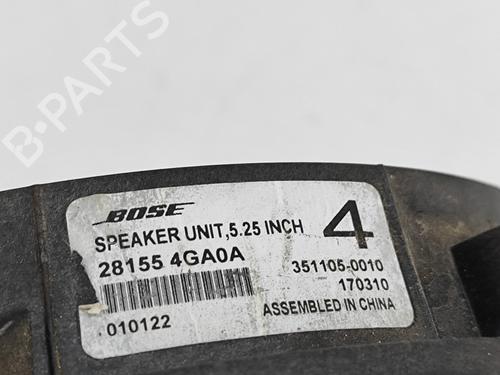 B-PARTS
BOSE
SPEAKER UNIT,5.25 INCH
4
28155 4GA0A
351105-0010
170310
010122
ASSEMBLED IN CHINA